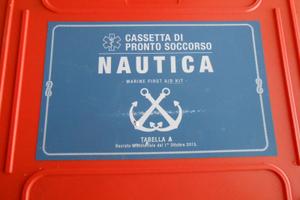 CASSETTA DI
PRONTO SOCCORSO
NAUTICA
- MARINE FIRST AID KIT -
TABELLA A
Decreto Ministeriale del 1° Ottobre 2015.